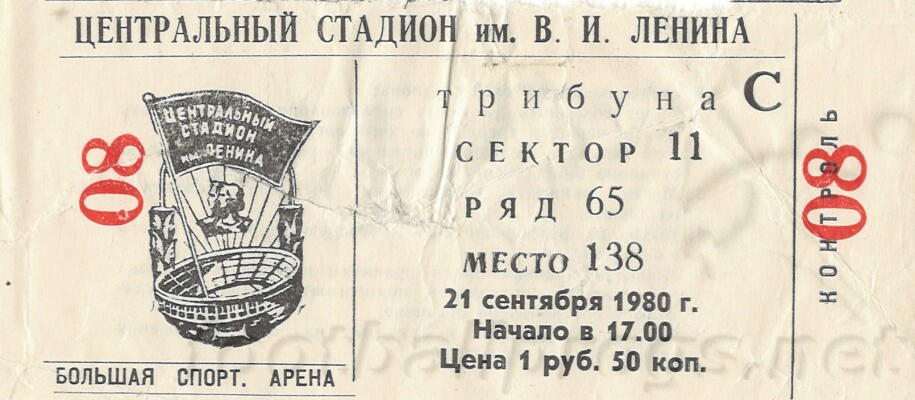 ЦЕНТРАЛЬНЫЙ СТАДИОН им. В. И. ЛЕНИНА
08
ЦЕНТРАЛЬНЫЙ
СТАДИОН
им. ЛЕНИНА
БОЛЬШАЯ СПОРТ. АРЕНА
трибуна С
СЕКТОР 11
РЯД 65
МЕСТО 138
21 сентября 1980 г.
Начало в 17.00
Цена 1 руб. 50 коп.
КОНТРОЛЬ
08